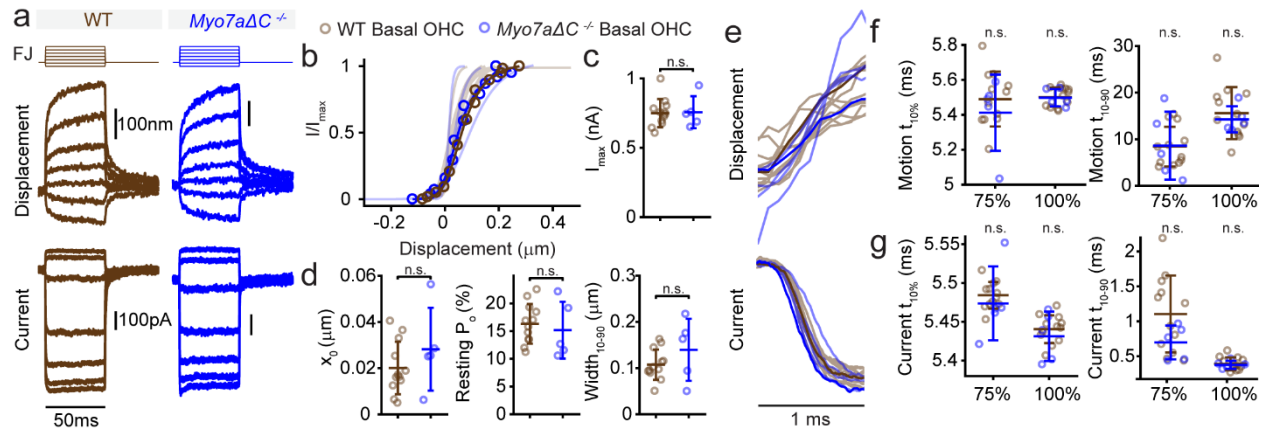 a
WT
Myo7aΔC -/-
FJ
Displacement
100nm
Current
100pA
50ms
WT Basal OHC
Myo7aΔC -/- Basal OHC
b
I/Imax
1
0.5
0
-0.2
0
0.2
0.4
Displacement (μm)
c
n.s.
Imax (nA)
1
0.5
0
d
n.s.
x0 (μm)
0.06
0.04
0.02
0.00
n.s.
Resting Po (%)
25
20
15
10
5
0
n.s.
Width10-90 (μm)
0.3
0.2
0.1
0.0
e
Displacement
Current
1 ms
f
n.s.
n.s.
Motion t10% (ms)
6
5.8
5.6
5.4
5.2
5
75%
100%
n.s.
n.s.
Motion t10-90 (ms)
30
20
10
0
75%
100%
g
n.s.
n.s.
Current t10% (ms)
5.55
5.5
5.45
5.4
75%
100%
n.s.
n.s.
Current t10-90 (ms)
2
1.5
1
0.5
75%
100%